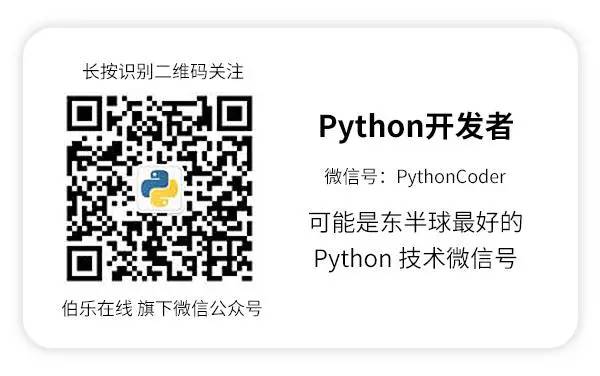 长按识别二维码关注
Python开发者
微信号：PythonCoder
可能是东半球最好的
Python 技术微信号
伯乐在线 旗下微信公众号